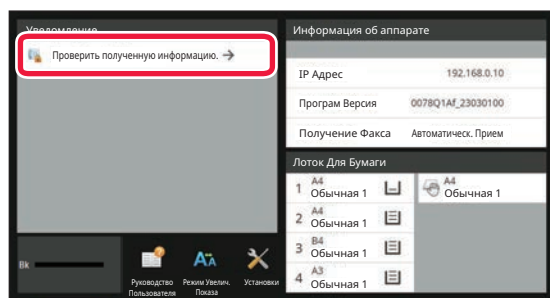 Уведомление
Проверить полученную информацию. →
Bk
Руководство
Пользователя
Режим Увелич.
Показа
Установки
Информация об аппарате
IP Адрес 192.168.0.10
Програм Версия 0078Q1Af_23030100
Получение Факса Автоматическ. Прием
Лоток Для Бумаги
1 A4
Обычная 1
A4
Обычная 1
2 A4
Обычная 1
3 B4
Обычная 1
4 A3
Обычная 1